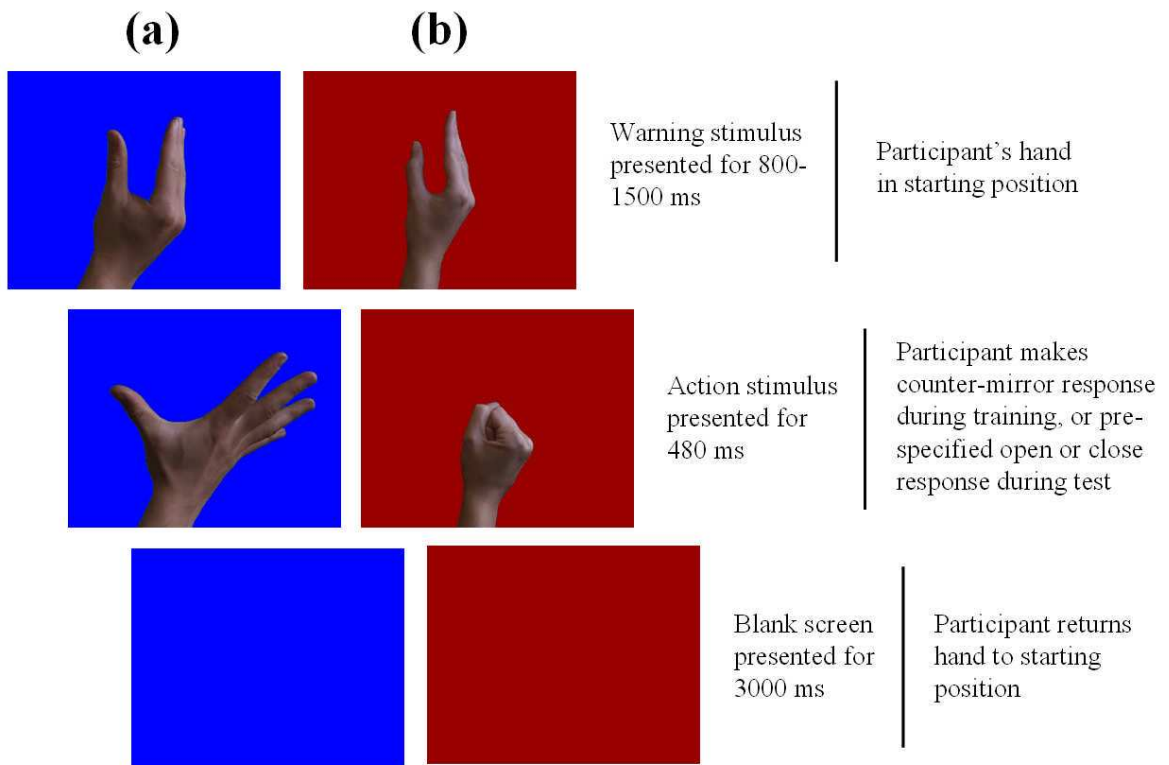 (a)
(b)
Warning stimulus
presented for 800-
1500 ms
Participant’s hand
in starting position
Action stimulus
presented for
480 ms
Participant makes
counter-mirror response
during training, or pre-
specified open or close
response during test
Blank screen
presented for
3000 ms
Participant returns
hand to starting
position